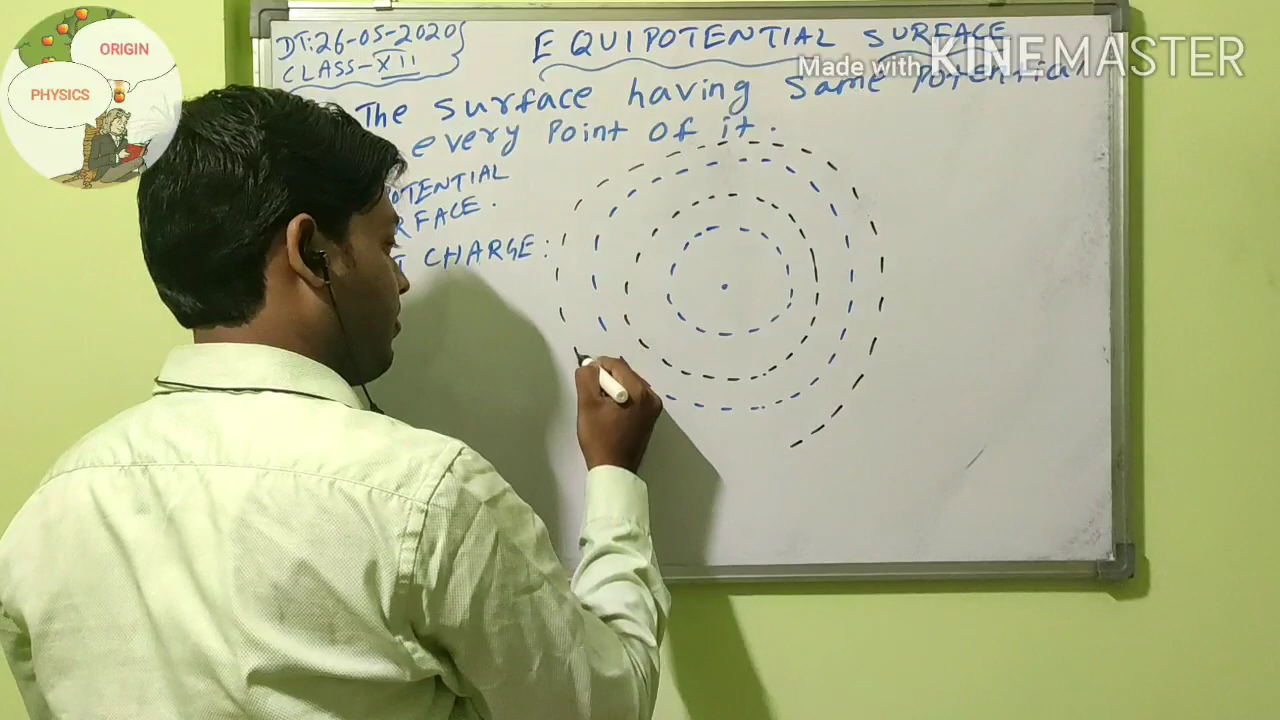 ORIGIN
PHYSICS
DT:26-05-2020
CLASS-XII
EQUIPOTENTIAL SURFACE
Made with KINEMASTER
The surface having same potential
every point of it.
POTENTIAL
RFACE.
CHARGE: